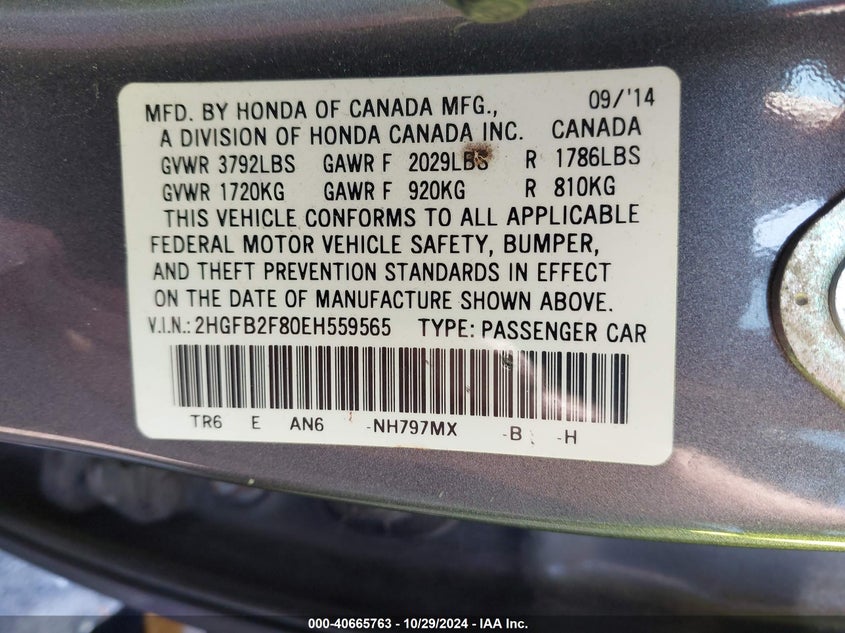 MFD. BY HONDA OF CANADA MFG., 09/'14
A DIVISION OF HONDA CANADA INC. CANADA
GVWR 3792LBS GAWR F 2029LBS R 1786LBS
GVWR 1720KG GAWR F 920KG R 810KG
THIS VEHICLE CONFORMS TO ALL APPLICABLE
FEDERAL MOTOR VEHICLE SAFETY, BUMPER,
AND THEFT PREVENTION STANDARDS IN EFFECT
ON THE DATE OF MANUFACTURE SHOWN ABOVE.
V.I.N.: 2HGFB2F80EH559565 TYPE: PASSENGER CAR
TR6 E AN6 -NH797MX -B -H
000-40665763 - 10/29/2024 - IAA Inc.